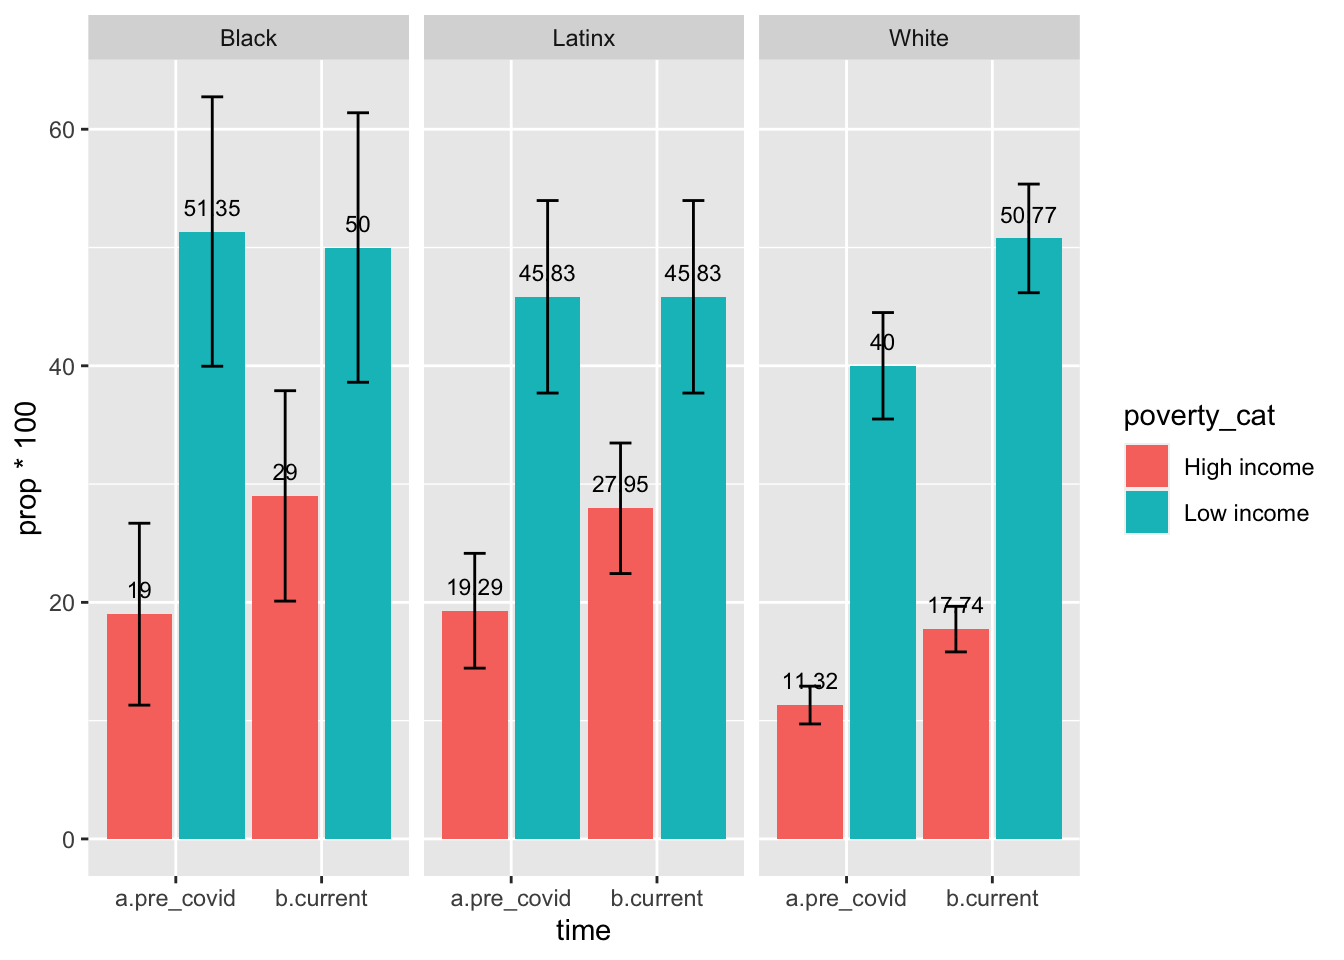 Black Latinx White
60
40
20
0
prop * 100
51.35
50
19
29
45.83
45.83
19.29
27.95
40
50.77
11.32
17.74
a.pre_covid b.current a.pre_covid b.current a.pre_covid b.current
time
poverty_cat
High income
Low income